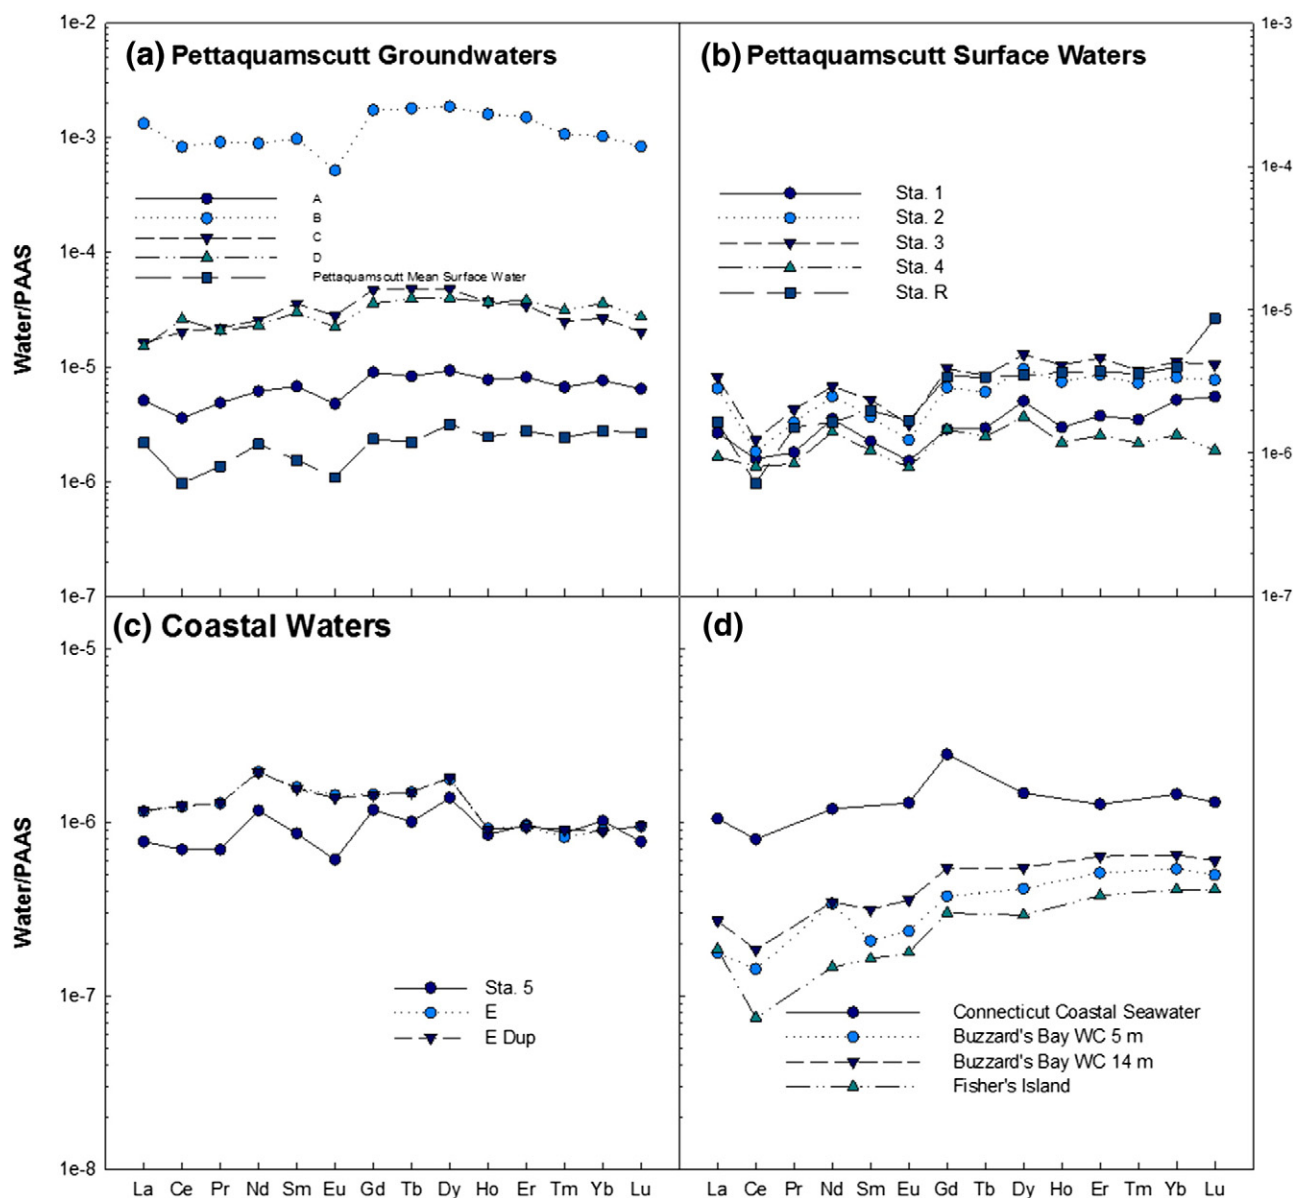 (a) Pettaquamscutt Groundwaters
(b) Pettaquamscutt Surface Waters
Water/PAAS
1e-2
1e-3
1e-4
1e-5
1e-6
1e-7
A
B
C
D
Pettaquamscutt Mean Surface Water
Sta. 1
Sta. 2
Sta. 3
Sta. 4
Sta. R
1e-3
1e-4
1e-5
1e-6
1e-7
(c) Coastal Waters
(d)
Water/PAAS
1e-5
1e-6
1e-7
1e-8
Sta. 5
E
E Dup
Connecticut Coastal Seawater
Buzzard's Bay WC 5 m
Buzzard's Bay WC 14 m
Fisher's Island
La Ce Pr Nd Sm Eu Gd Tb Dy Ho Er Tm Yb Lu
La Ce Pr Nd Sm Eu Gd Tb Dy Ho Er Tm Yb Lu